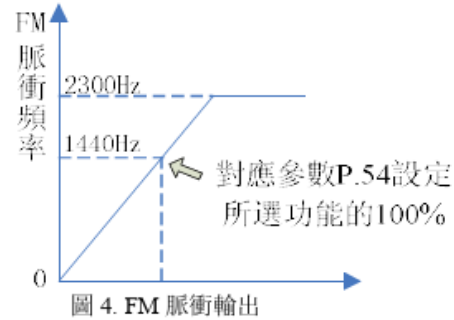 FM
脈
衝
頻
率
2300Hz
1440Hz
對應參數P.54設定
所選功能的100%
0
圖 4. FM 脈衝輸出